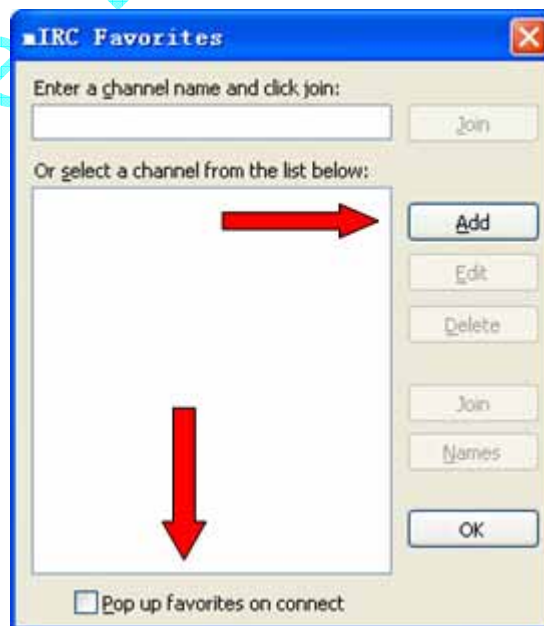 mIRC Favorites
Enter a channel name and click join:
Join
Or select a channel from the list below:
Add
Edit
Delete
Join
Names
OK
Pop up favorites on connect